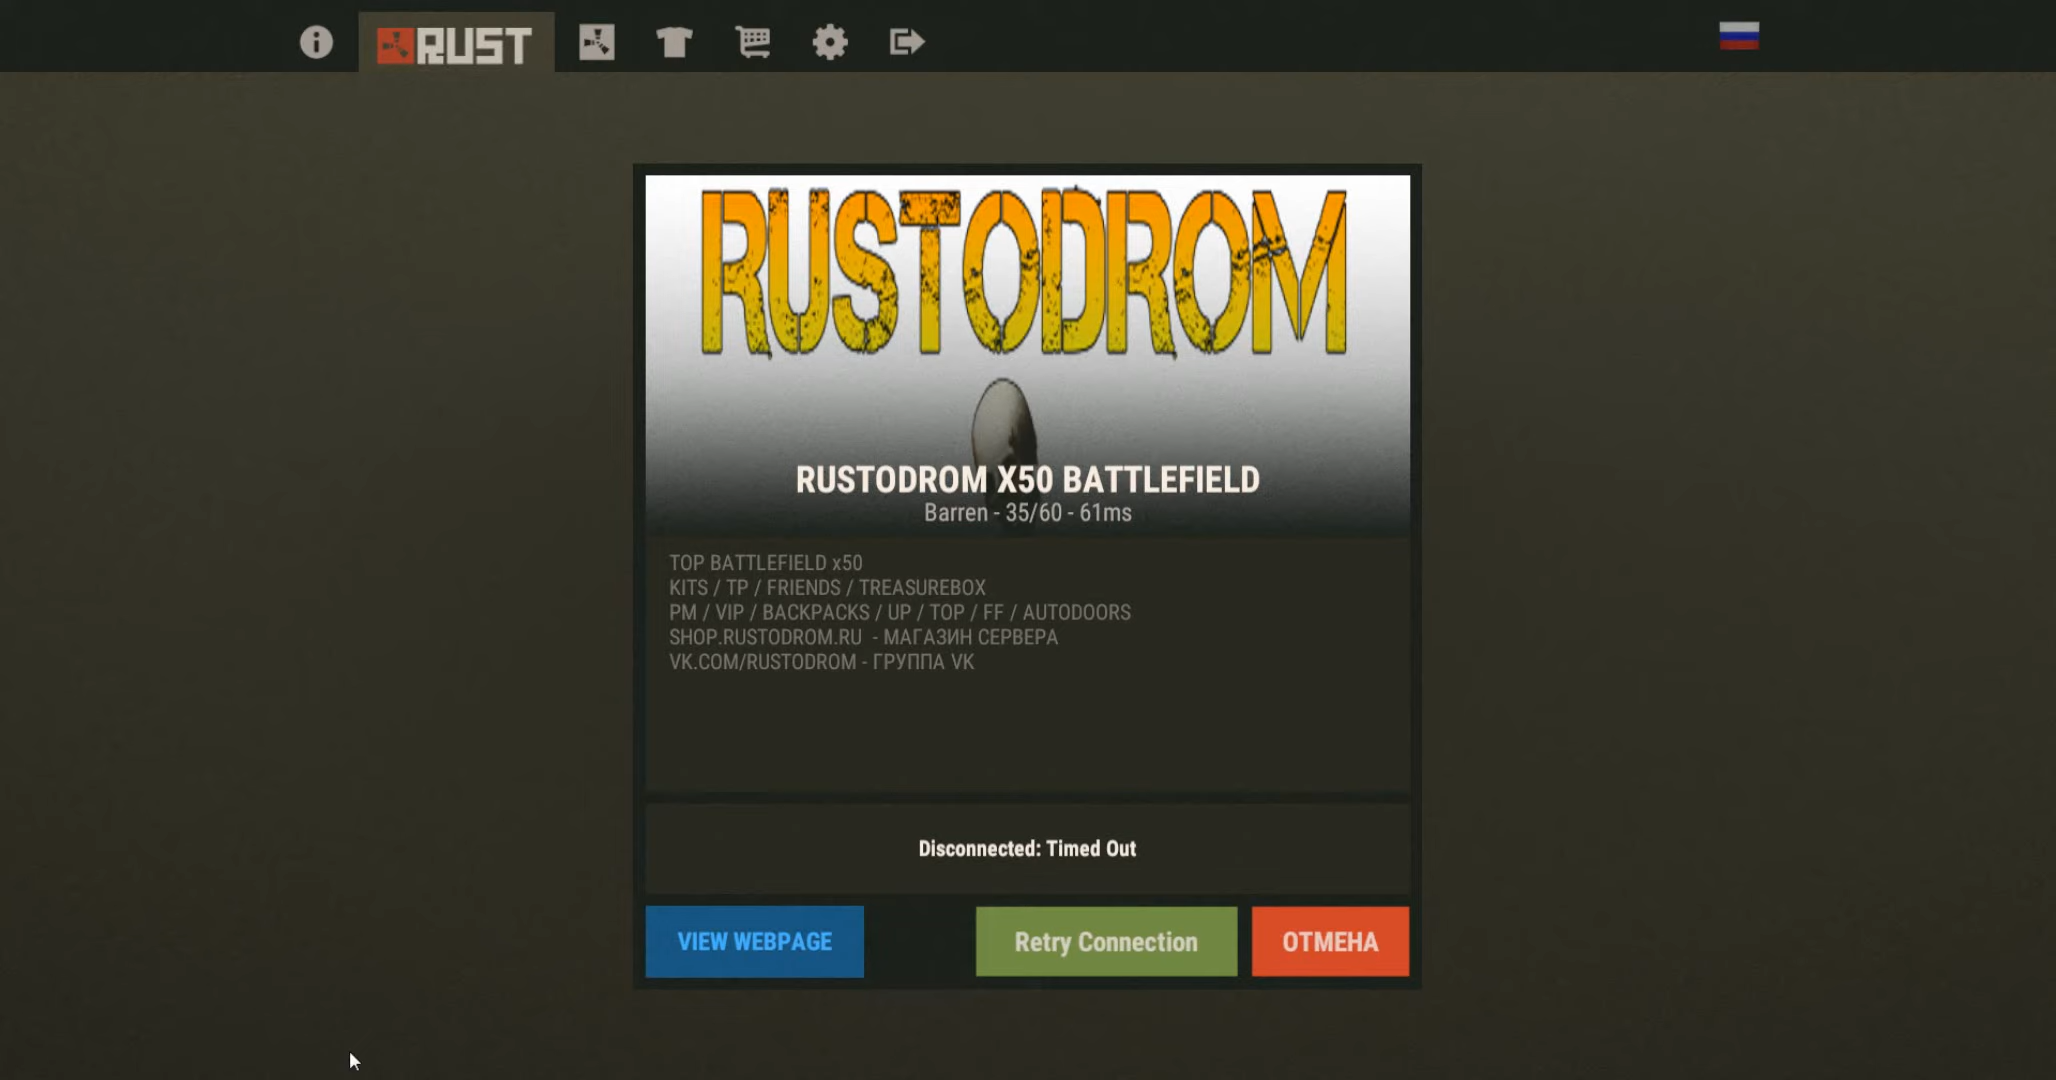 RUST
RUSTODROM
RUSTODROM X50 BATTLEFIELD
Barren - 35/60 - 61ms
TOP BATTLEFIELD x50
KITS / TP / FRIENDS / TREASUREBOX
PM / VIP / BACKPACKS / UP / TOP / FF / AUTODOORS
SHOP.RUSTODROM.RU - МАГАЗИН СЕРВЕРА
VK.COM/RUSTODROM - ГРУППА VK
Disconnected: Timed Out
VIEW WEBPAGE
Retry Connection
ОТМЕНА